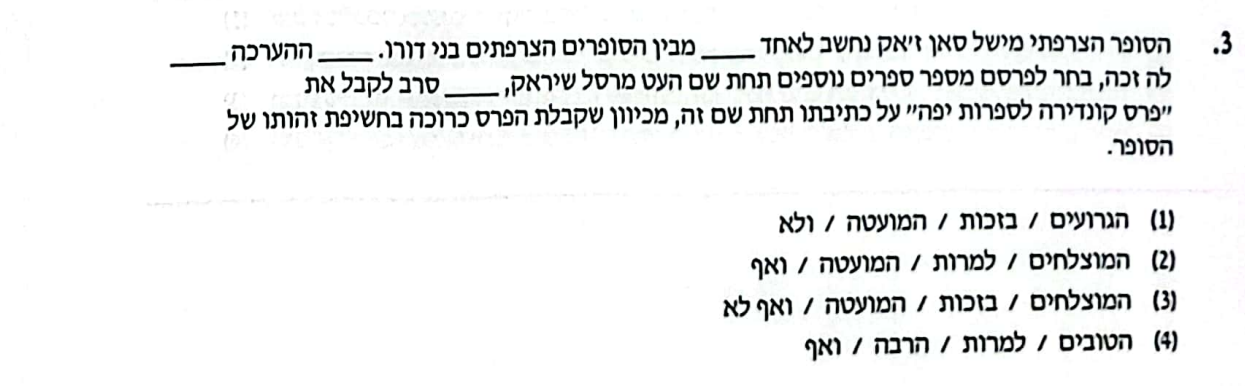 3. הסופר הצרפתי מישל סאן ז'אק נחשב לאחד ____ מבין הסופרים הצרפתים בני דורו. ____ ההערכה ____
לה זכה, בחר לפרסם מספר ספרים נוספים תחת שם העט מרסל שיראק, ____ סרב לקבל את
"פרס קונדירה לספרות יפה" על כתיבתו תחת שם זה, מכיוון שקבלת הפרס כרוכה בחשיפת זהותו של
הסופר.
(1) הגרועים / בזכות / המועטה / ולא
(2) המוצלחים / למרות / המועטה / ואף
(3) המוצלחים / בזכות / המועטה / ואף לא
(4) הטובים / למרות / הרבה / ואף